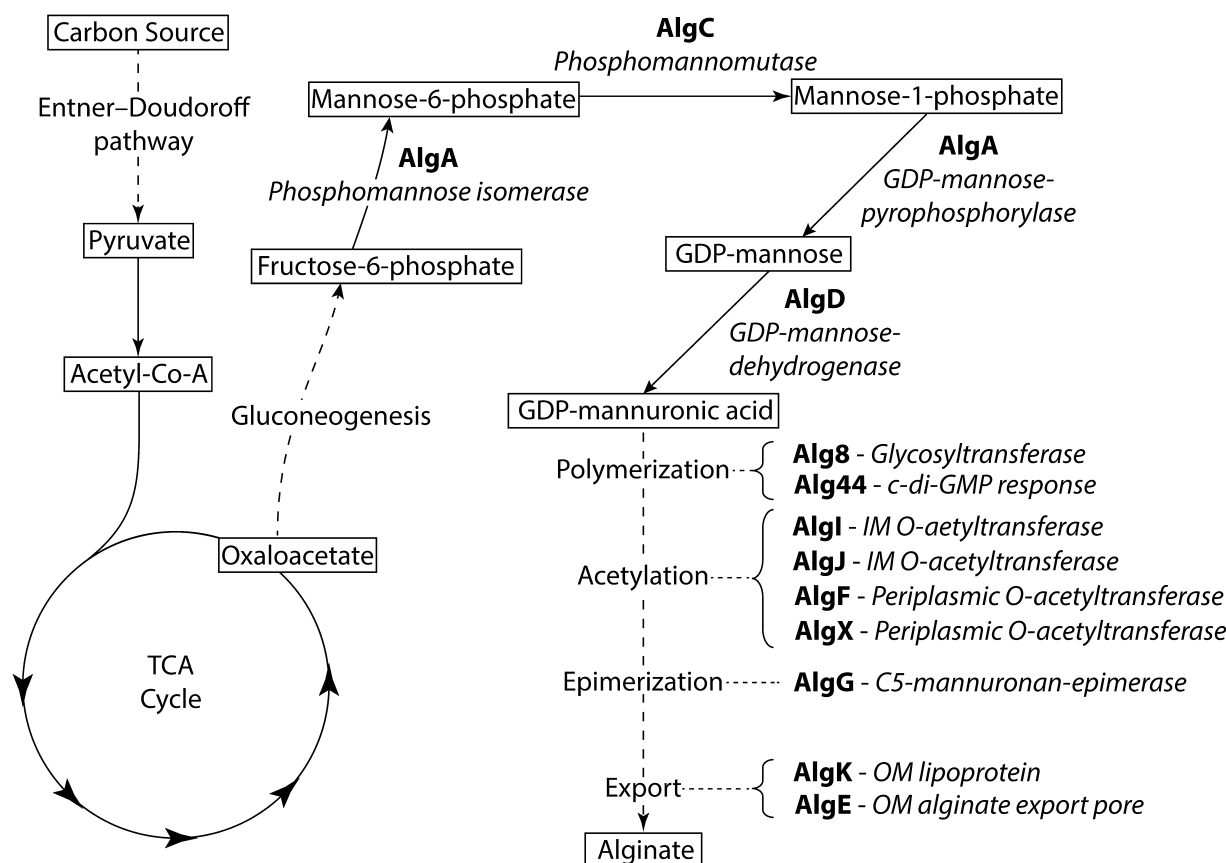 Carbon Source
Entner–Doudoroff
pathway
Pyruvate
Acetyl-Co-A
TCA
Cycle
Oxaloacetate
Gluconeogenesis
Fructose-6-phosphate
AlgA
Phosphomannose isomerase
Mannose-6-phosphate
AlgC
Phosphomannomutase
Mannose-1-phosphate
AlgA
GDP-mannose-
pyrophosphorylase
GDP-mannose
AlgD
GDP-mannose-
dehydrogenase
GDP-mannuronic acid
Polymerization
Alg8 - Glycosyltransferase
Alg44 - c-di-GMP response
Acetylation
AlgI - IM O-aetyltransferase
AlgJ - IM O-acetyltransferase
AlgF - Periplasmic O-acetyltransferase
AlgX - Periplasmic O-acetyltransferase
Epimerization
AlgG - C5-mannuronan-epimerase
Export
AlgK - OM lipoprotein
AlgE - OM alginate export pore
Alginate